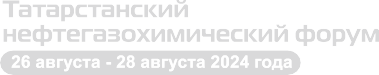 Татарстанский
нефтегазохимический форум
26 августа - 28 августа 2024 года